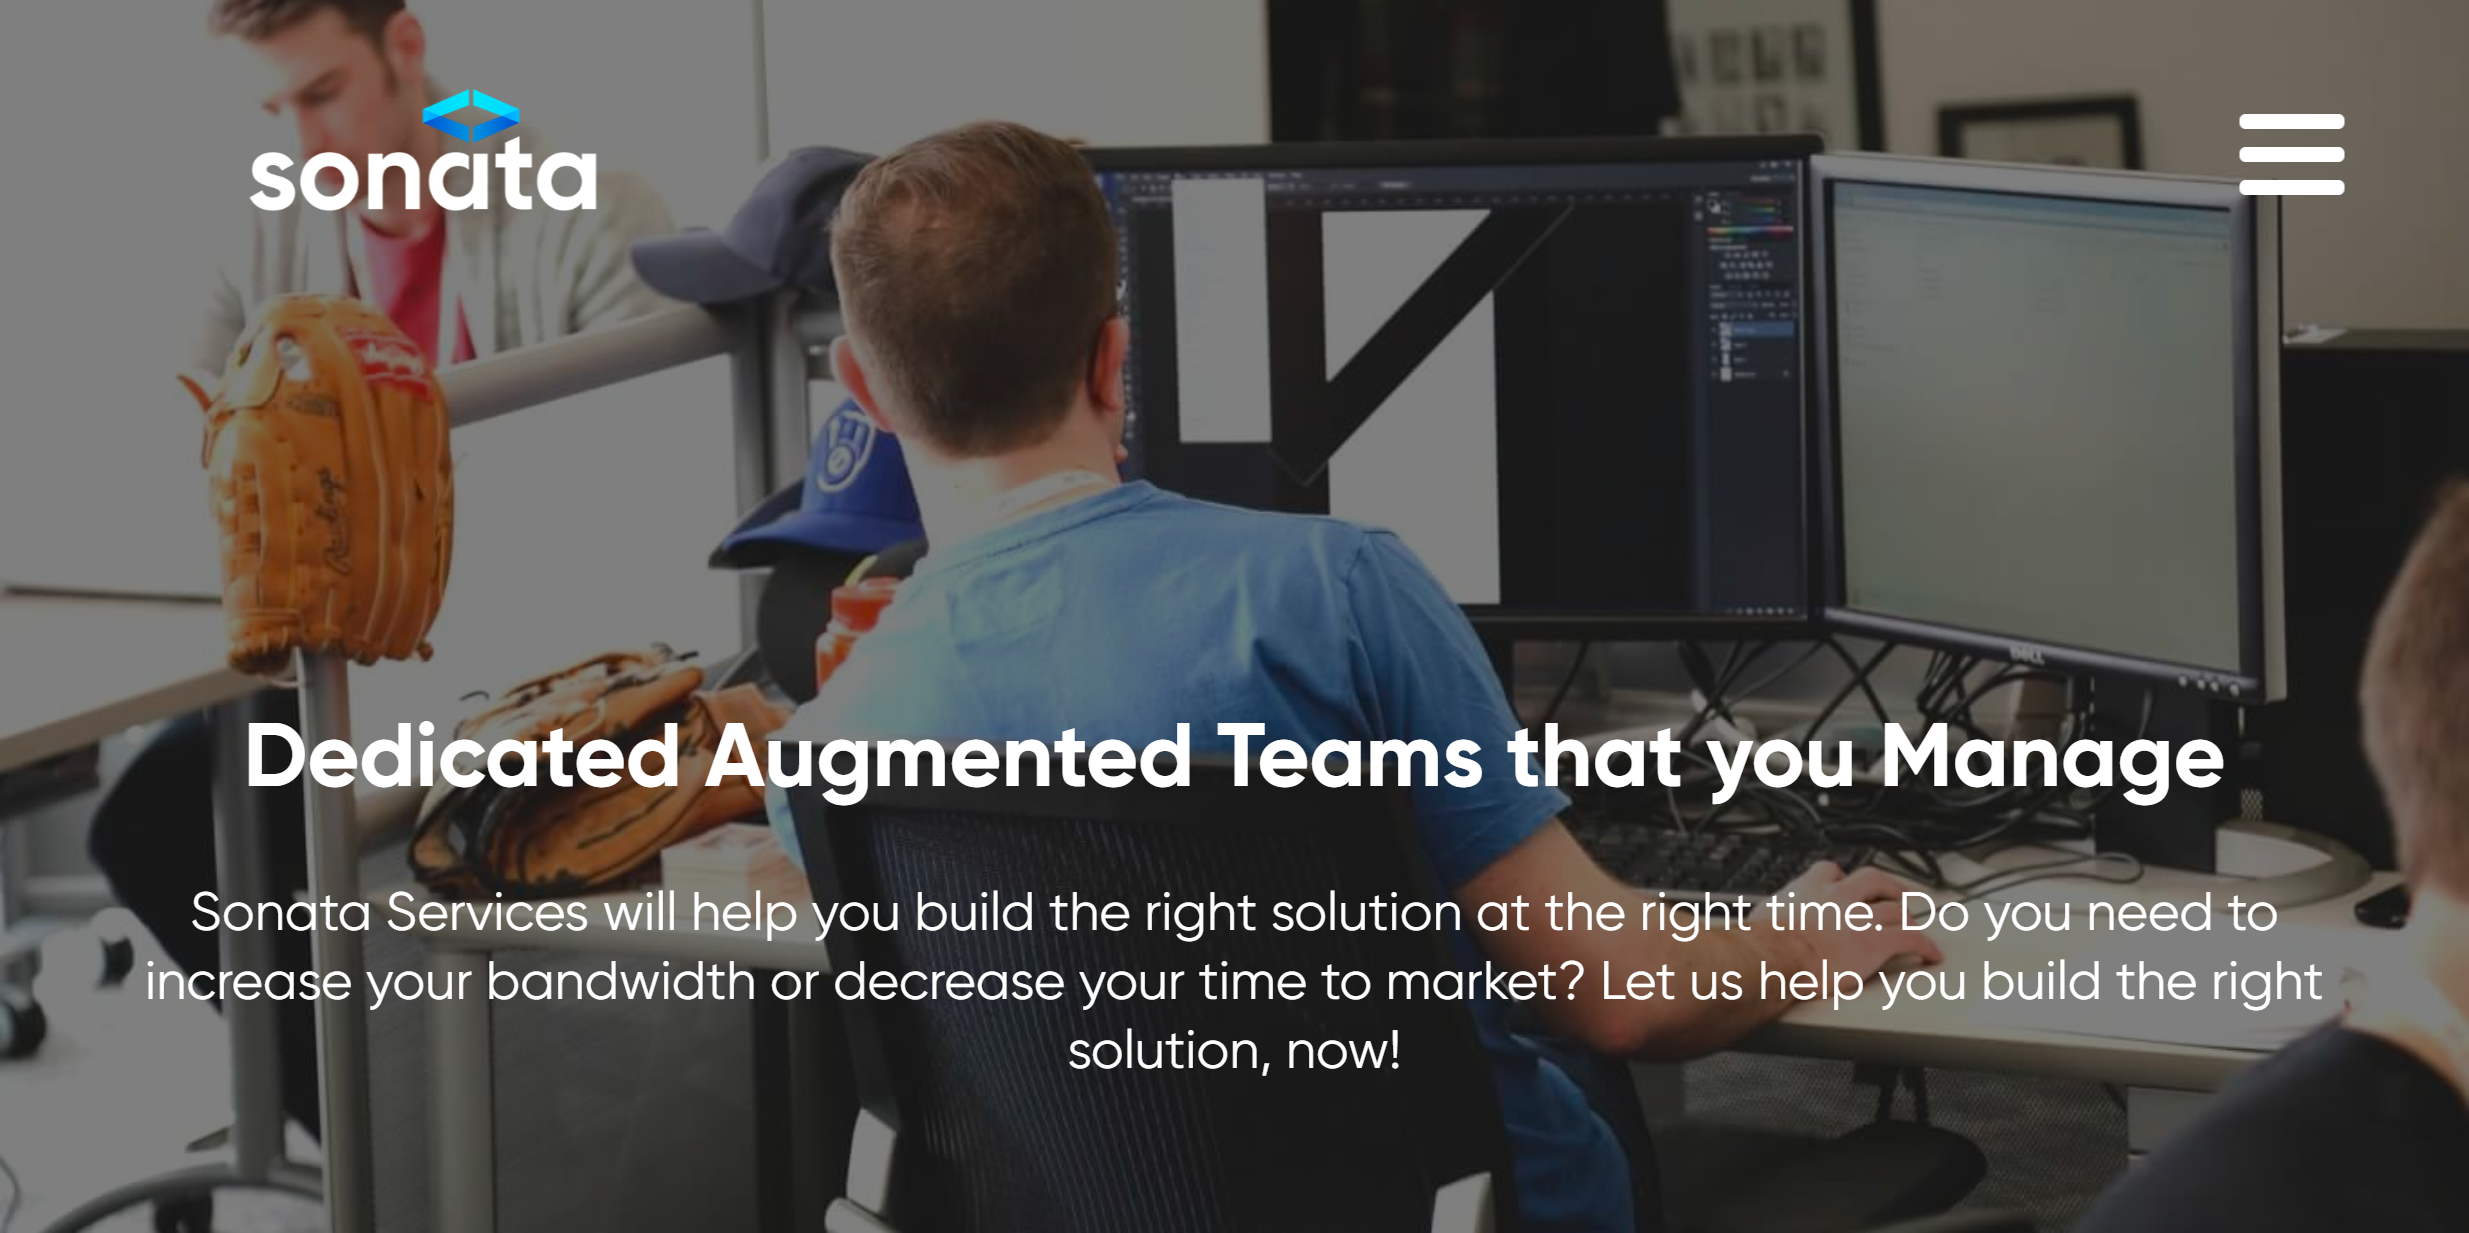 sonata
Rawlings
DELL
Dedicated Augmented Teams that you Manage
Sonata Services will help you build the right solution at the right time. Do you need to
increase your bandwidth or decrease your time to market? Let us help you build the right
solution, now!